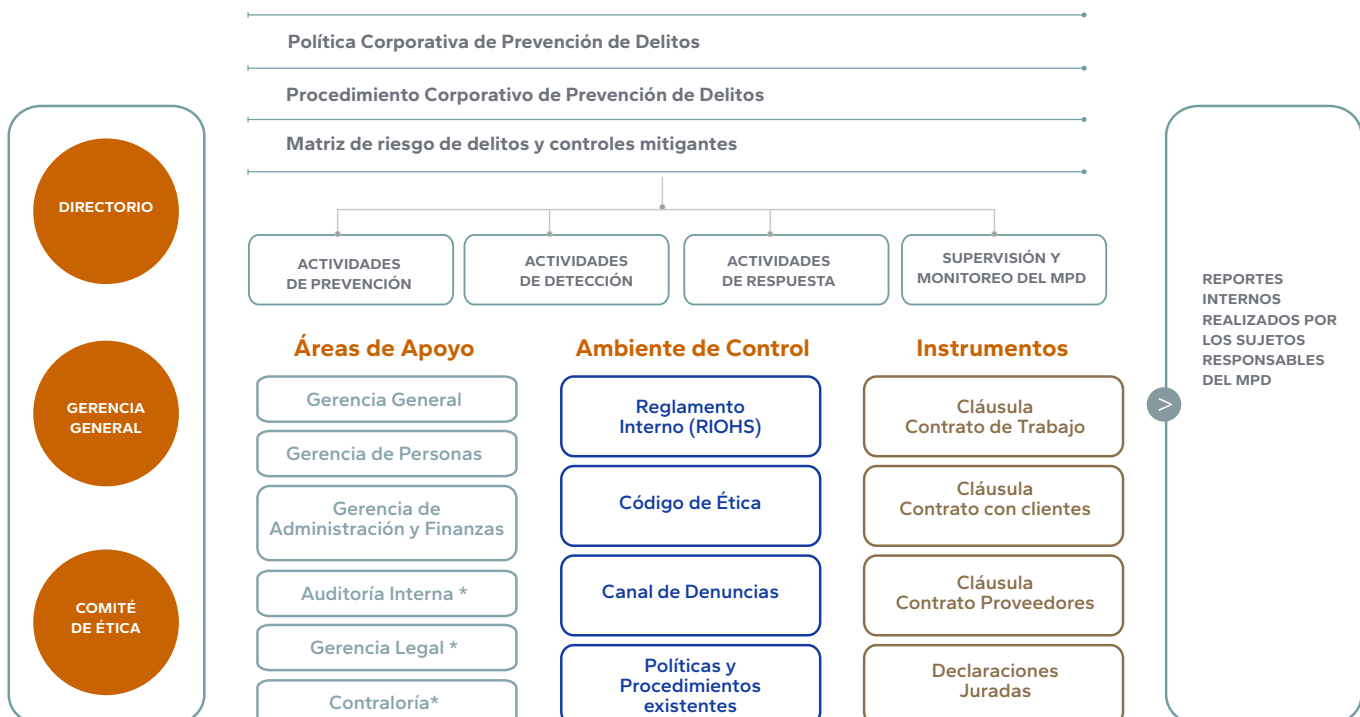 Política Corporativa de Prevención de Delitos
Procedimiento Corporativo de Prevención de Delitos
Matriz de riesgo de delitos y controles mitigantes
DIRECTORIO
GERENCIA
GENERAL
COMITÉ
DE ÉTICA
ACTIVIDADES
DE PREVENCIÓN
ACTIVIDADES
DE DETECCIÓN
ACTIVIDADES
DE RESPUESTA
SUPERVISIÓN Y
MONITOREO DEL MPD
Áreas de Apoyo
Gerencia General
Gerencia de Personas
Gerencia de
Administración y Finanzas
Auditoría Interna *
Gerencia Legal *
Contraloría*
Ambiente de Control
Reglamento
Interno (RIOHS)
Código de Ética
Canal de Denuncias
Políticas y
Procedimientos
existentes
Instrumentos
Cláusula
Contrato de Trabajo
Cláusula
Contrato con clientes
Cláusula
Contrato Proveedores
Declaraciones
Juradas
>
REPORTES
INTERNOS
REALIZADOS POR
LOS SUJETOS
RESPONSABLES
DEL MPD